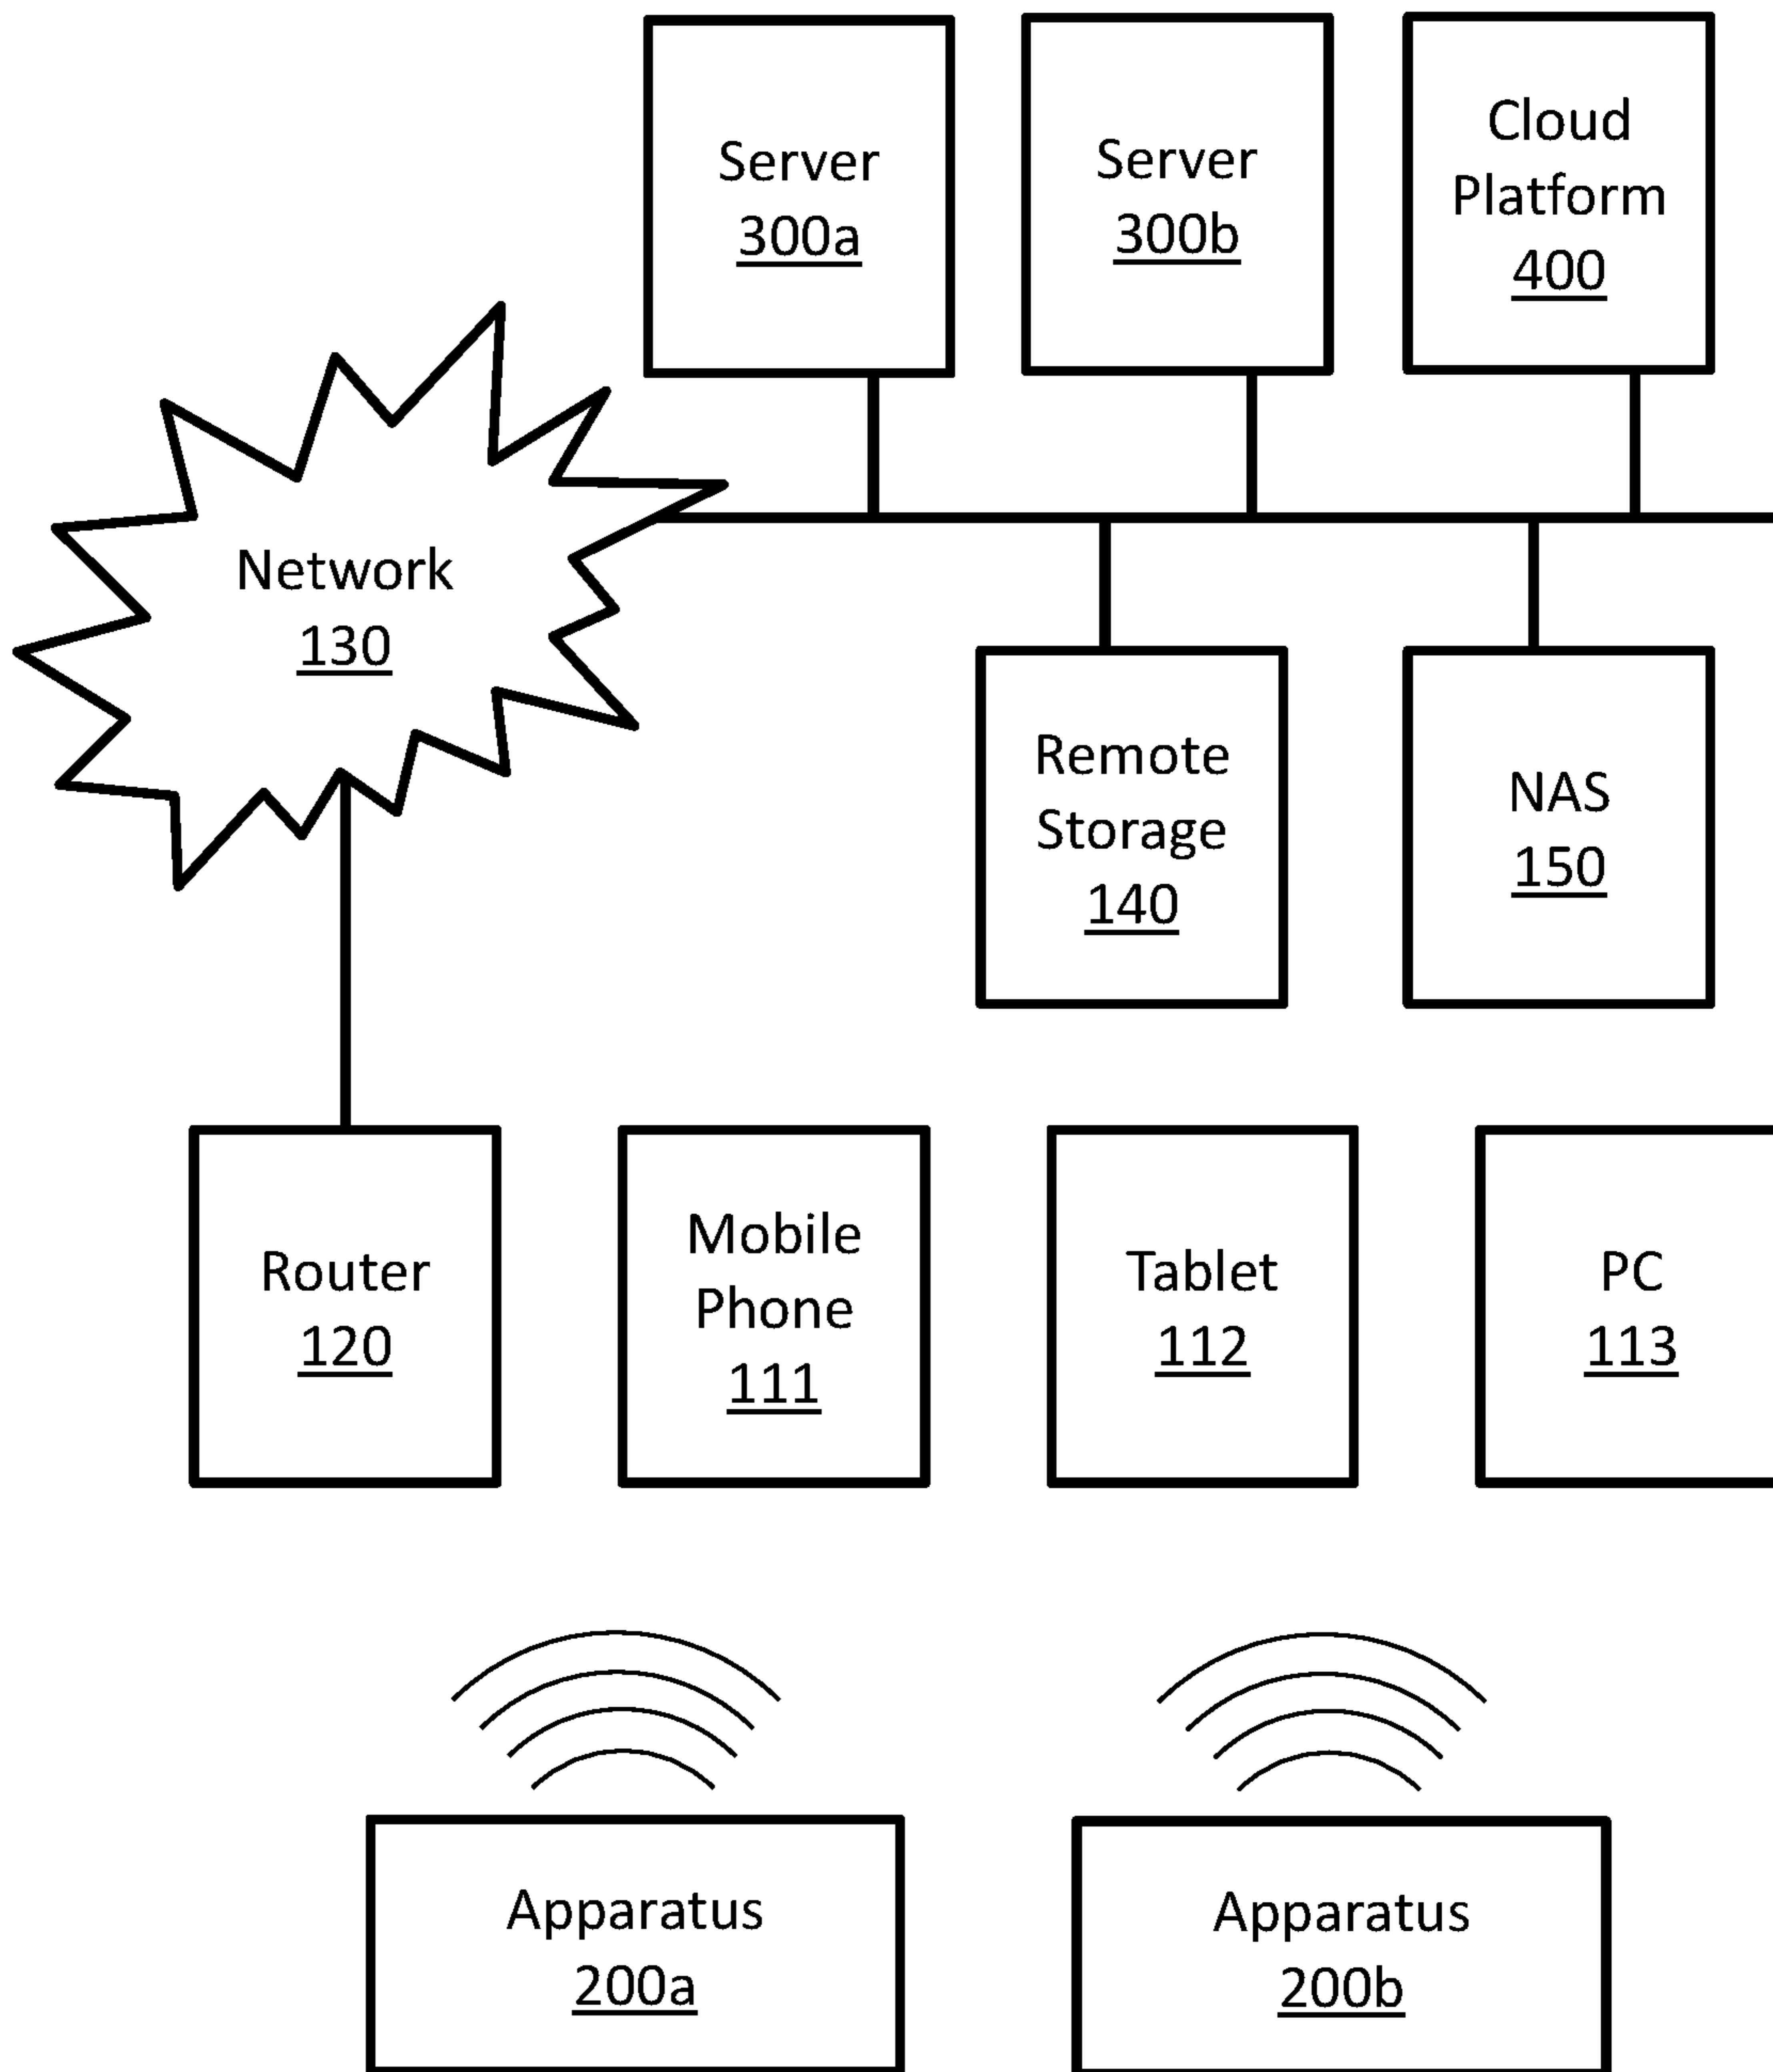 Server
300a
Server
300b
Cloud
Platform
400
Network
130
Remote
Storage
140
NAS
150
Router
120
Mobile
Phone
111
Tablet
112
PC
113
Apparatus
200a
Apparatus
200b